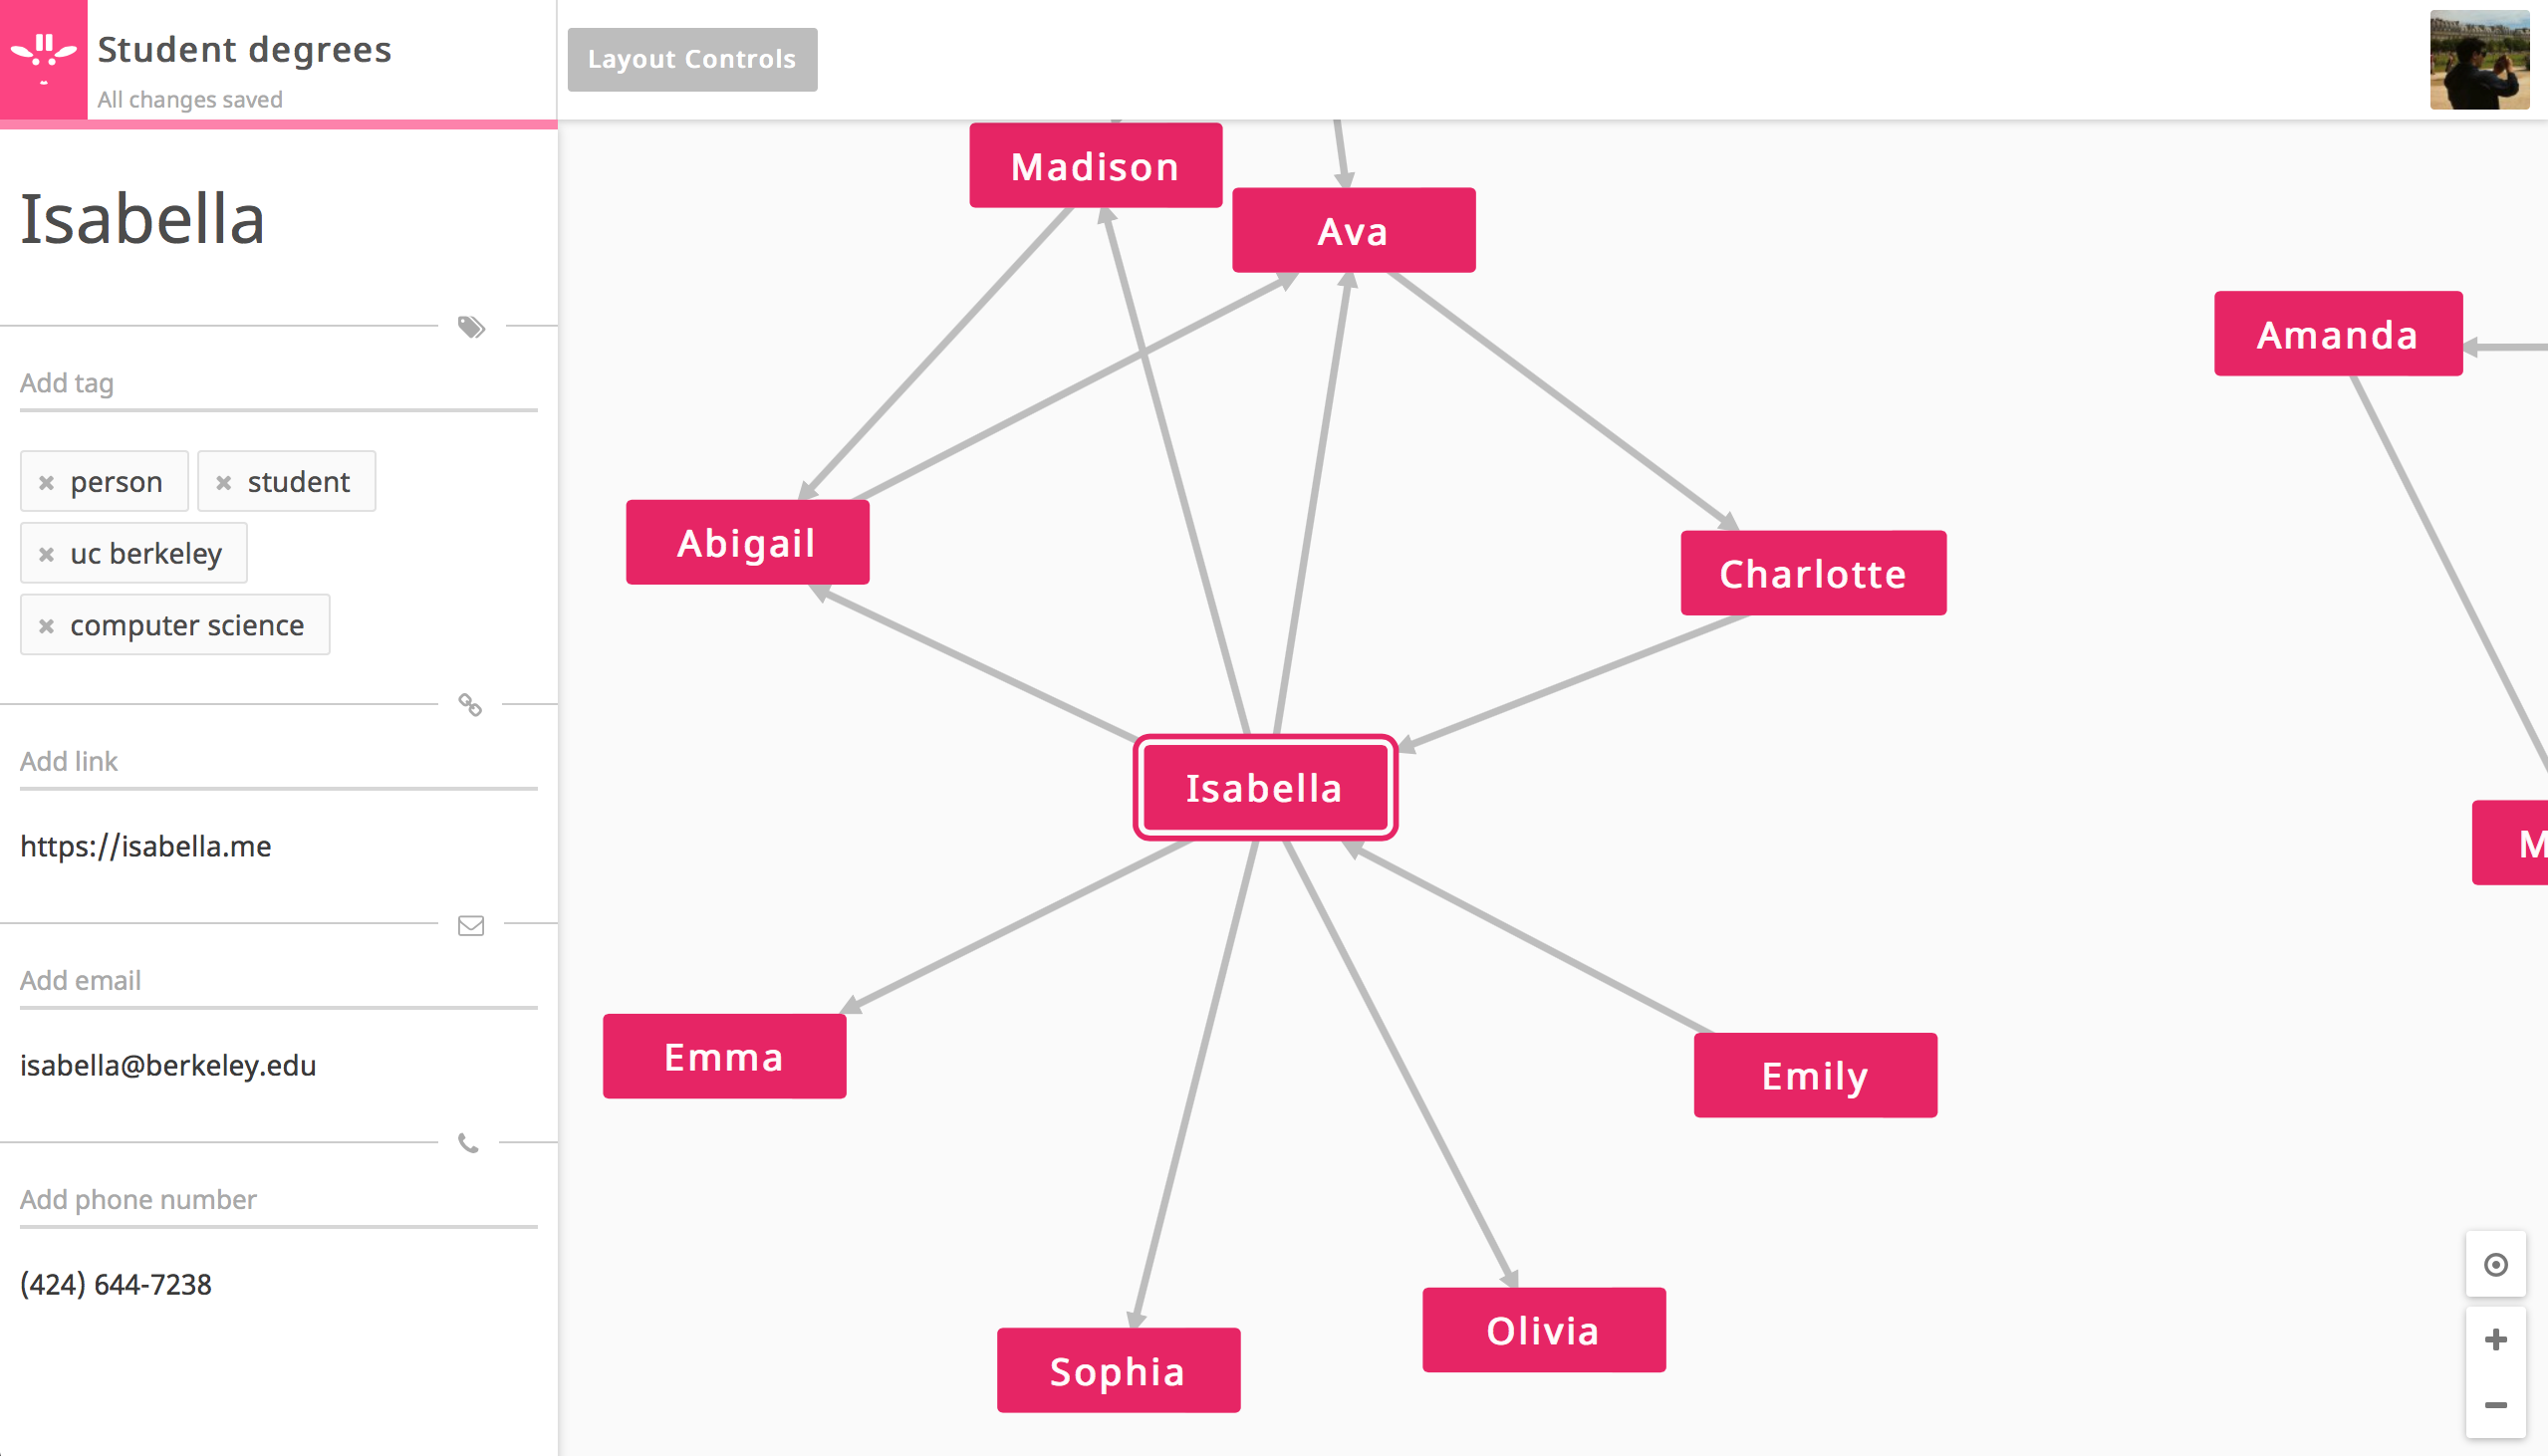 Student degrees
All changes saved
Layout Controls
Isabella
Add tag
person
student
uc berkeley
computer science
Add link
https://isabella.me
Add email
isabella@berkeley.edu
Add phone number
(424) 644-7238
Madison
Ava
Amanda
Abigail
Charlotte
Isabella
M
Emma
Emily
Olivia
Sophia